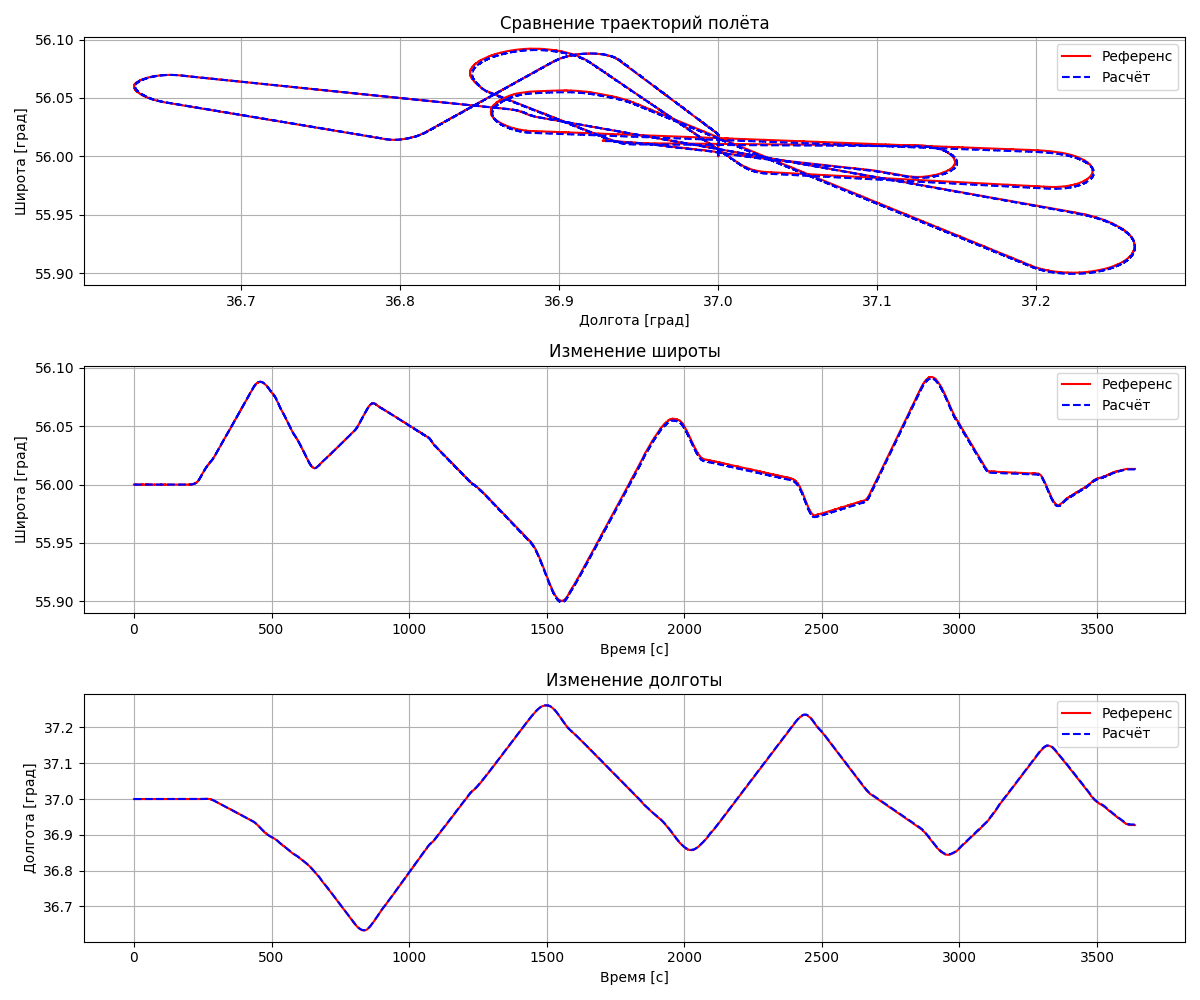 Сравнение траекторий полёта
56.10
56.05
56.00
55.95
55.90
Широта [град]
Референс
Расчёт
36.7 36.8 36.9 37.0 37.1 37.2
Долгота [град]
Изменение широты
56.10
56.05
56.00
55.95
55.90
Широта [град]
Референс
Расчёт
0 500 1000 1500 2000 2500 3000 3500
Время [с]
Изменение долготы
37.2
37.1
37.0
36.9
36.8
36.7
Долгота [град]
Референс
Расчёт
0 500 1000 1500 2000 2500 3000 3500
Время [с]